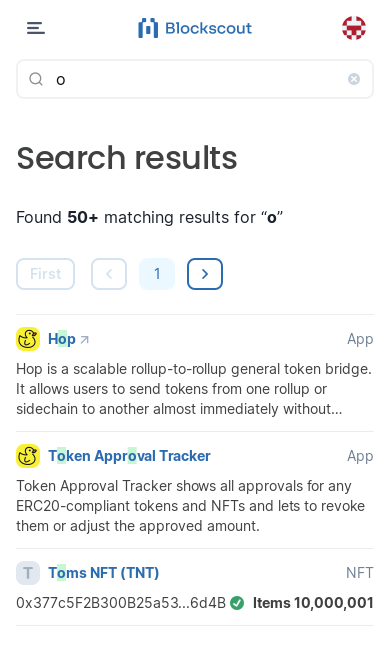 Blockscout
o
Search results
Found 50+ matching results for “o”
First 1
Hop App
Hop is a scalable rollup-to-rollup general token bridge.
It allows users to send tokens from one rollup or
sidechain to another almost immediately without...
Token Approval Tracker App
Token Approval Tracker shows all approvals for any
ERC20-compliant tokens and NFTs and lets to revoke
them or adjust the approved amount.
T Toms NFT (TNT) NFT
0x377c5F2B300B25a53...6d4B Items 10,000,001